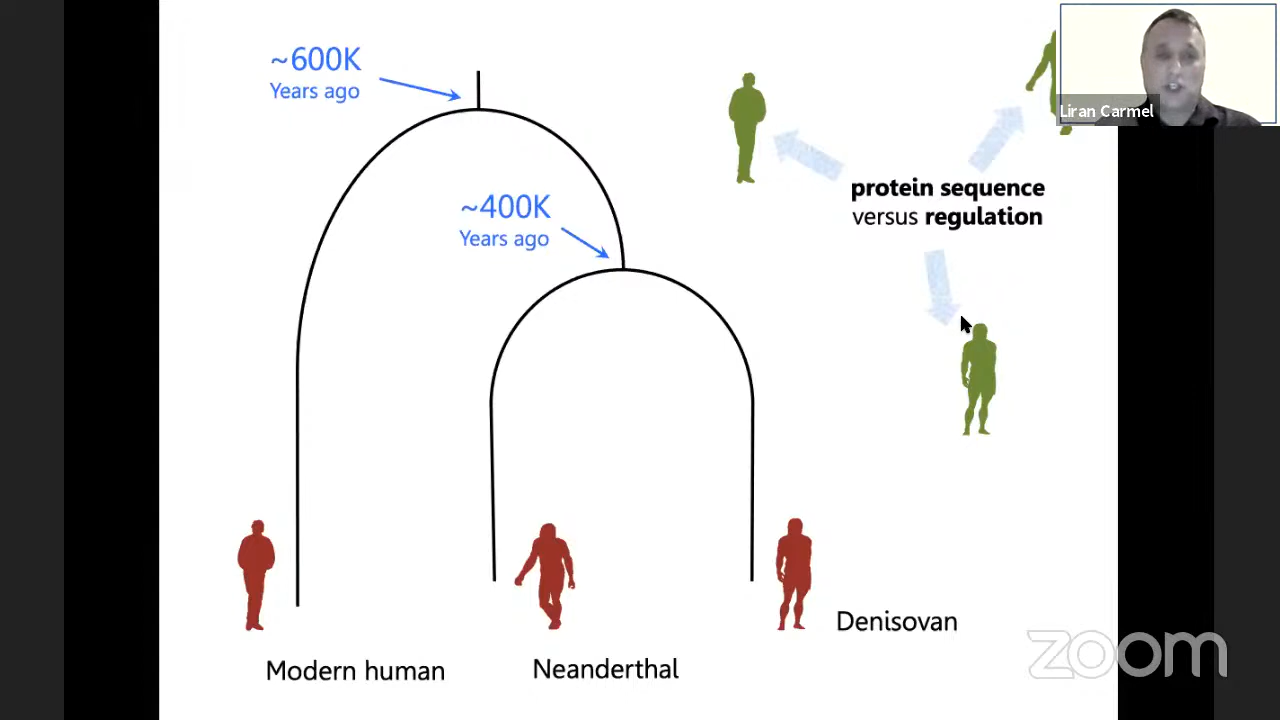 ~600K
Years ago
~400K
Years ago
protein sequence
versus regulation
Liran Carmel
Modern human
Neanderthal
Denisovan
zoom